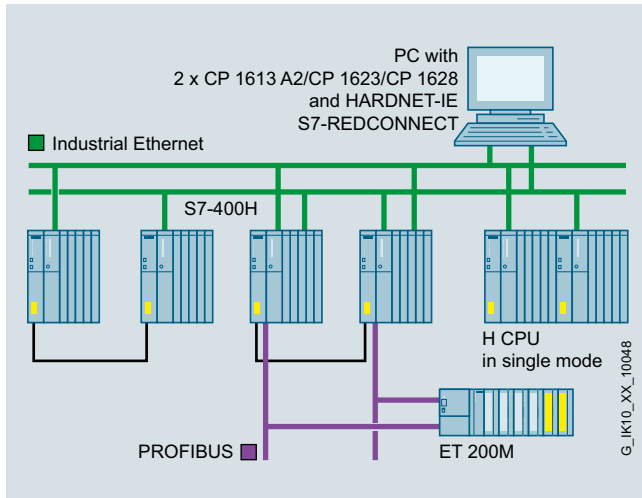 PC with
2 x CP 1613 A2/CP 1623/CP 1628
and HARDNET-IE
S7-REDCONNECT
Industrial Ethernet
S7-400H
H CPU
in single mode
PROFIBUS
ET 200M
G_IK10_XX_10048